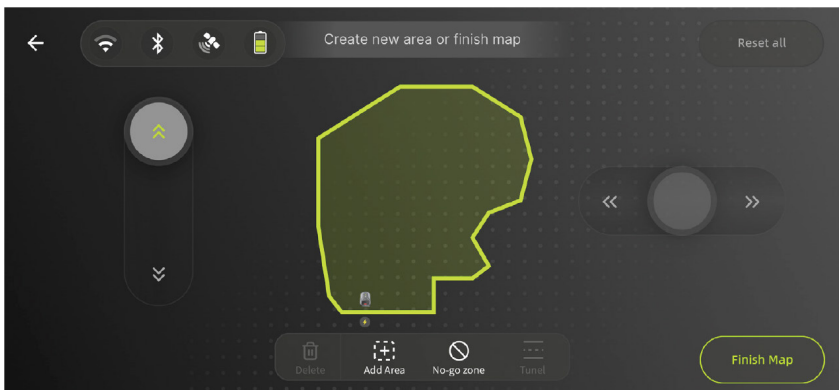 Create new area or finish map
Reset all
Delete
Add Area
No-go zone
Tunel
Finish Map